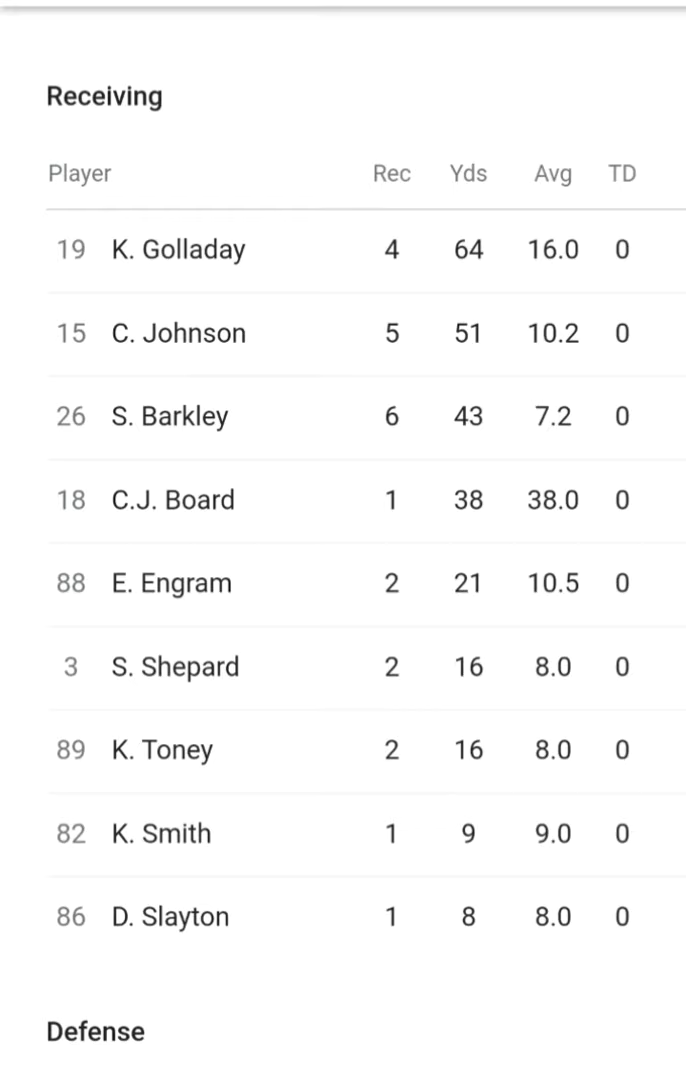 Receiving
Player Rec Yds Avg TD
19 K. Golladay 4 64 16.0 0
15 C. Johnson 5 51 10.2 0
26 S. Barkley 6 43 7.2 0
18 C.J. Board 1 38 38.0 0
88 E. Engram 2 21 10.5 0
3 S. Shepard 2 16 8.0 0
89 K. Toney 2 16 8.0 0
82 K. Smith 1 9 9.0 0
86 D. Slayton 1 8 8.0 0
Defense